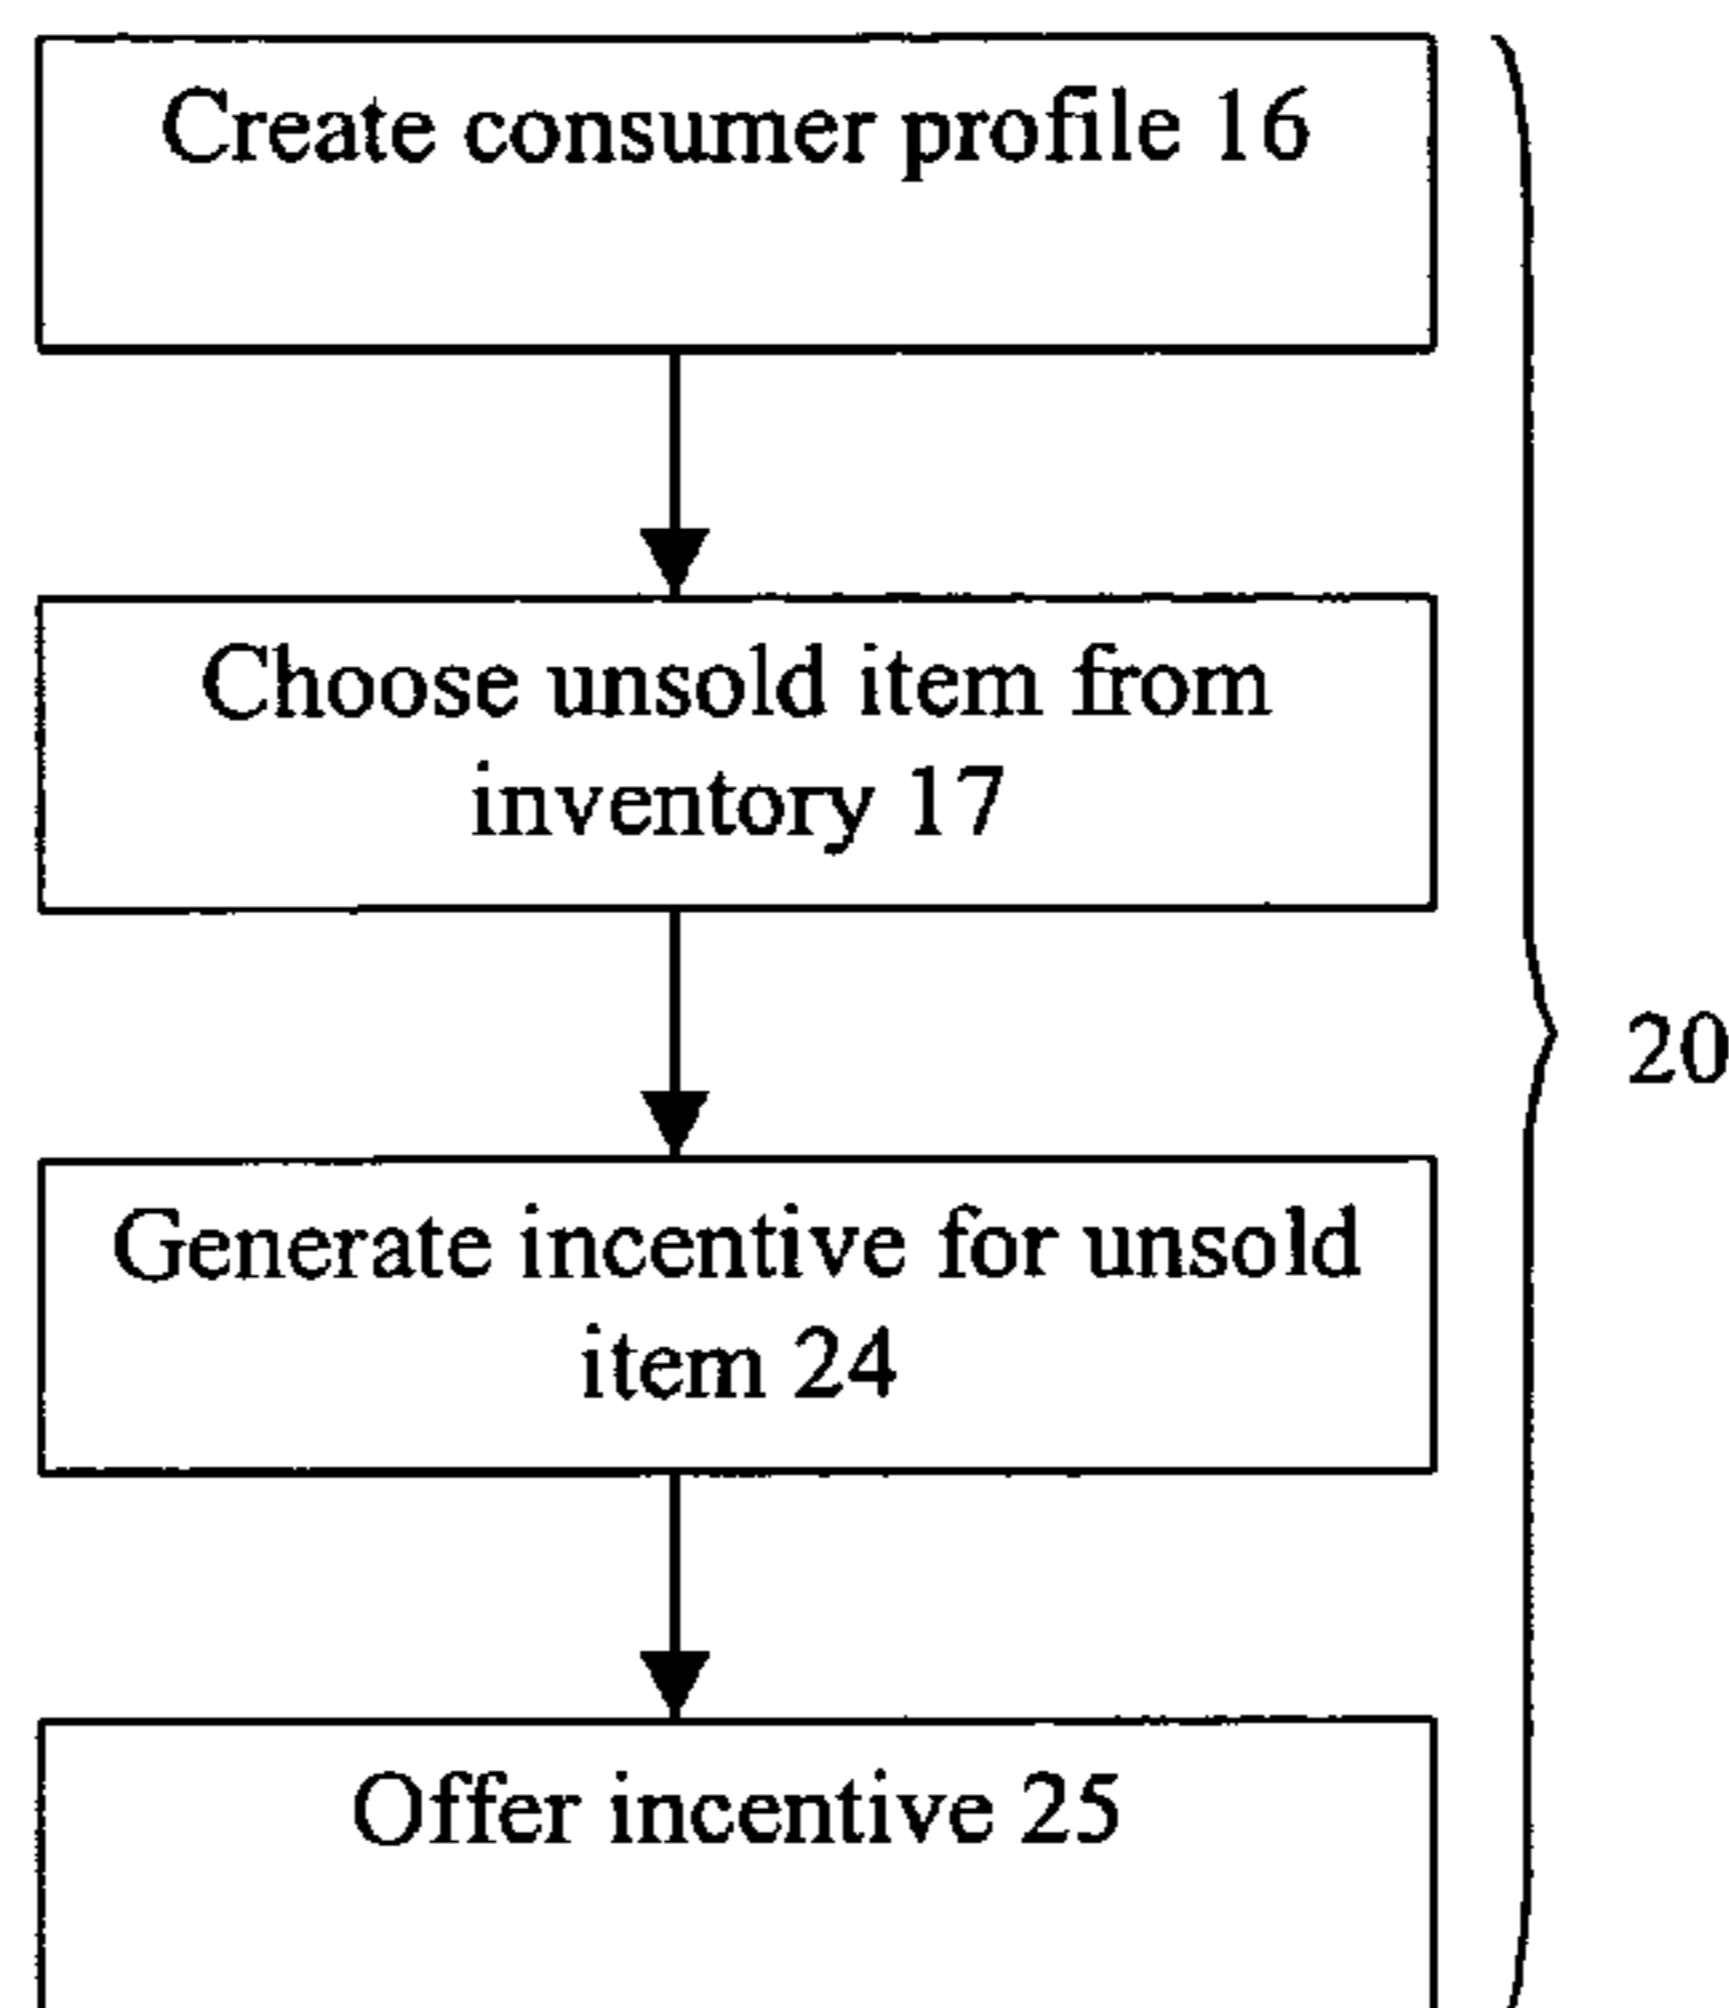 Create consumer profile 16
Choose unsold item from
inventory 17
20
Generate incentive for unsold
item 24
Offer incentive 25